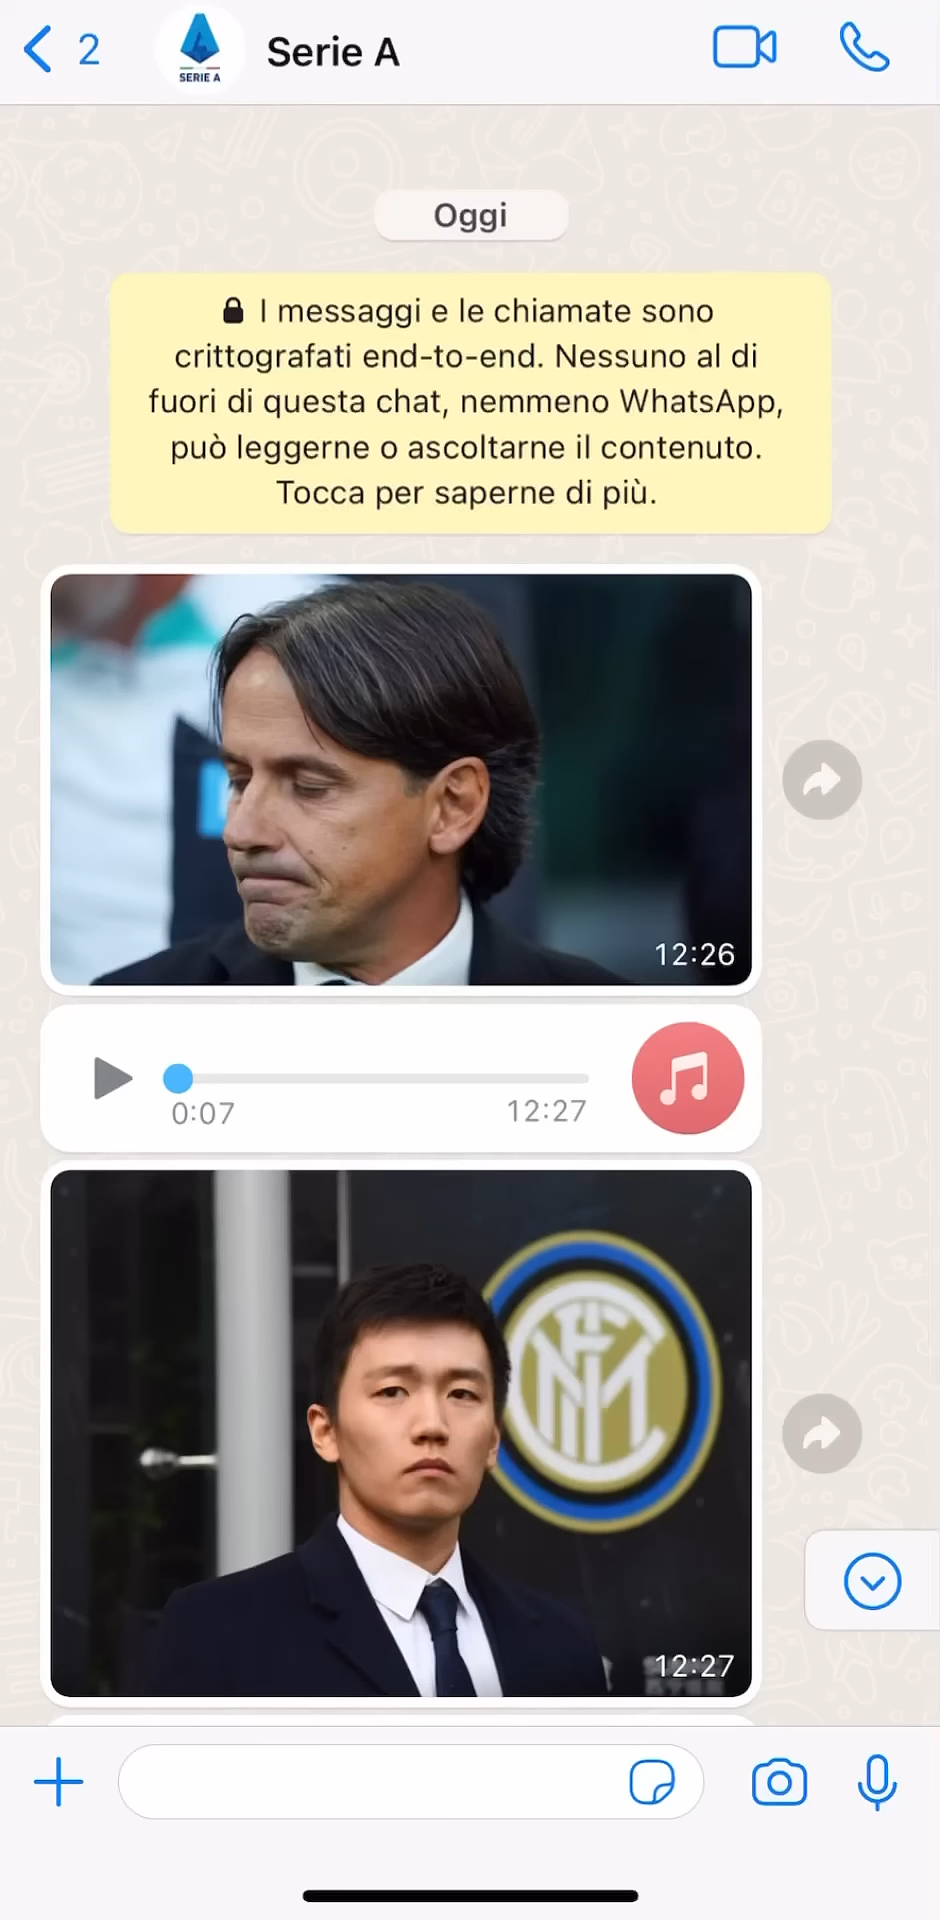 2
SERIE A
Serie A
Oggi
I messaggi e le chiamate sono
crittografati end-to-end. Nessuno al di
fuori di questa chat, nemmeno WhatsApp,
può leggerne o ascoltarne il contenuto.
Tocca per saperne di più.
12:26
0:07
12:27
12:27